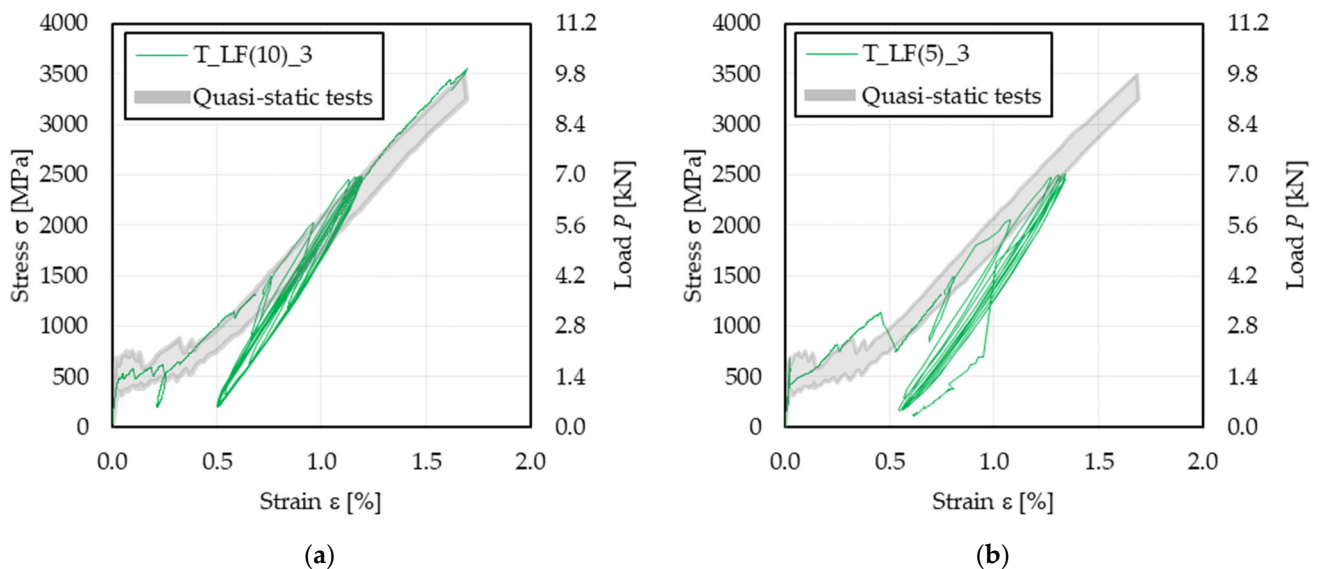 4000
3500
3000
2500
2000
1500
1000
500
0
Stress σ [MPa]
T_LF(10)_3
Quasi-static tests
11.2
9.8
8.4
7.0
5.6
4.2
2.8
1.4
0.0
Load P [kN]
0.0 0.5 1.0 1.5 2.0
Strain ε [%]
(a)
4000
3500
3000
2500
2000
1500
1000
500
0
Stress σ [MPa]
T_LF(5)_3
Quasi-static tests
11.2
9.8
8.4
7.0
5.6
4.2
2.8
1.4
0.0
Load P [kN]
0.0 0.5 1.0 1.5 2.0
Strain ε [%]
(b)